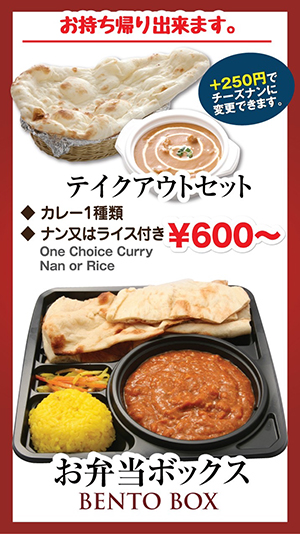 お持ち帰り出来ます。
+250円で
チーズナンに
変更できます。
テイクアウトセット
◆ カレー1種類
◆ ナン又はライス付き ¥600〜
One Choice Curry
Nan or Rice
お弁当ボックス
BENTO BOX